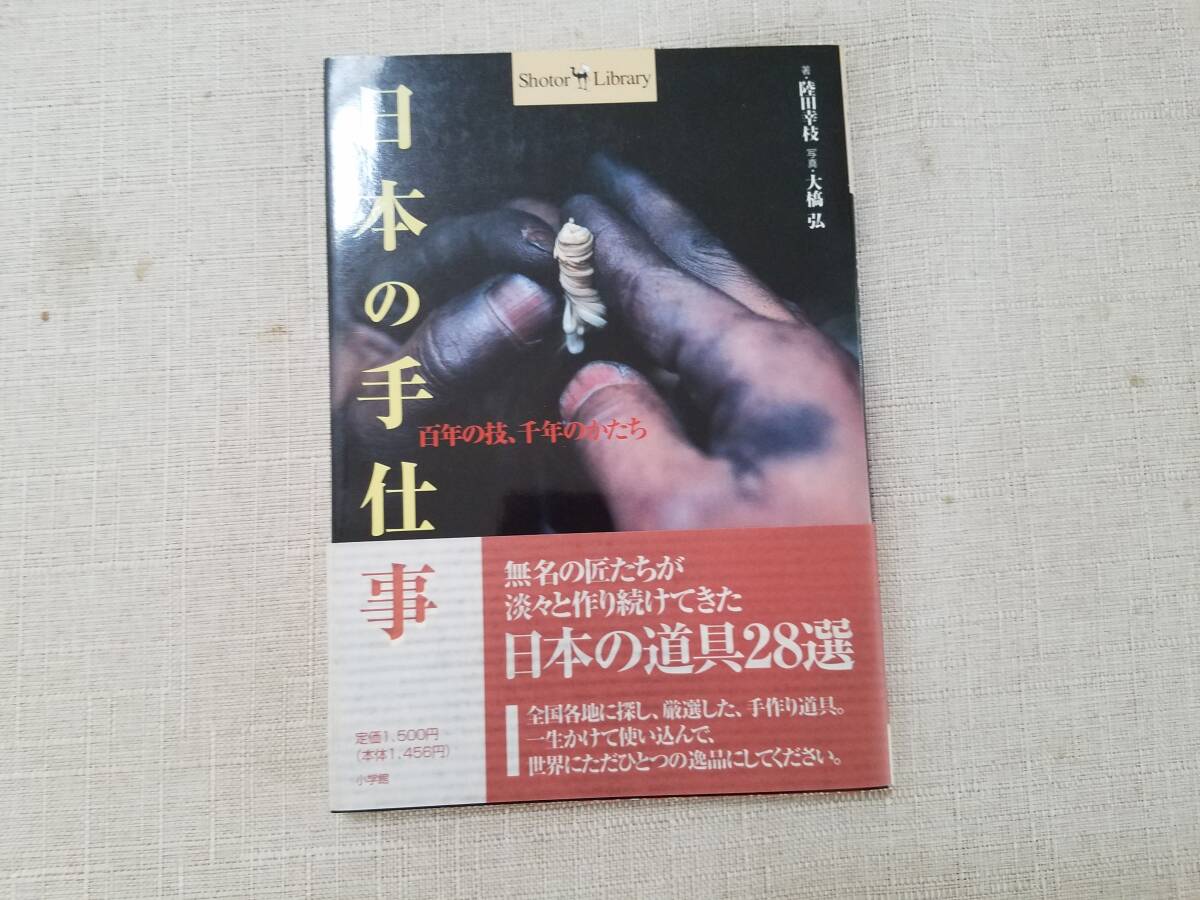 Shotor Library
著・陸田幸枝 写真・大橋 弘
日本の手仕事
百年の技、千年のかたち
無名の匠たちが
淡々と作り続けてきた
日本の道具28選
全国各地に探し、厳選した、手作り道具。
一生かけて使い込んで、
世界にただひとつの逸品にしてください。
定価1,500円
(本体1,456円)
小学館